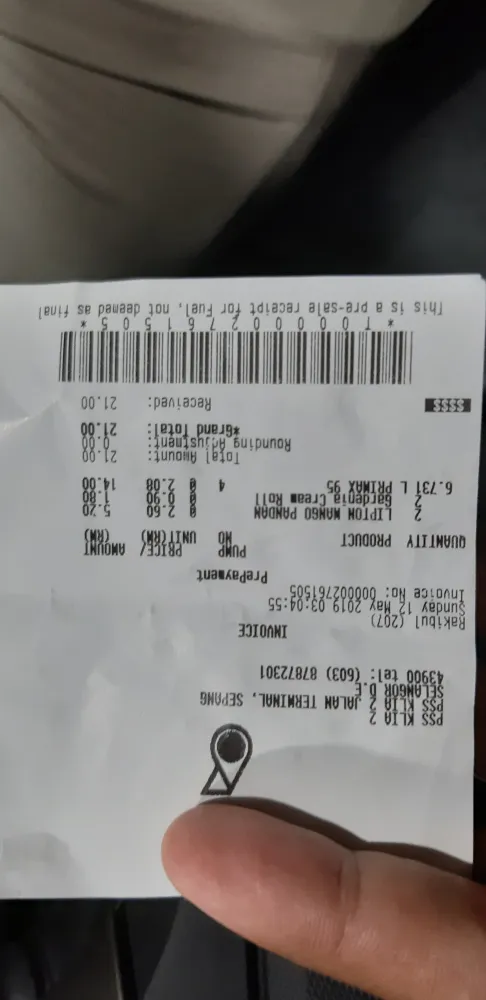 PSS KLIA 2
PSS KLIA 2 JALAN TERMINAL, SEPANG
SELANGOR D.E
43900 tel: (603) 87872301
INVOICE
Rakibul (207)
Sunday 12 May 2019 03:04:55
Invoice No: 00002761505
PrePayment
QUANTITY PRODUCT PUMP NO PRICE/ UNIT(RM) AMOUNT (RM)
2 LIPTON MANGO PANDAN @ 2.60 5.20
2 Gardenia Cream Roll @ 0.90 1.80
6.731 L PRIMAX 95 4 @ 2.08 14.00
Total Amount: 21.00
Rounding Adjustment: 0.00
*Grand Total: 21.00
$$$$ Received: 21.00
* T 0 0 0 0 0 2 7 6 1 5 0 5 *
This is a pre-sale receipt for Fuel, not deemed as final